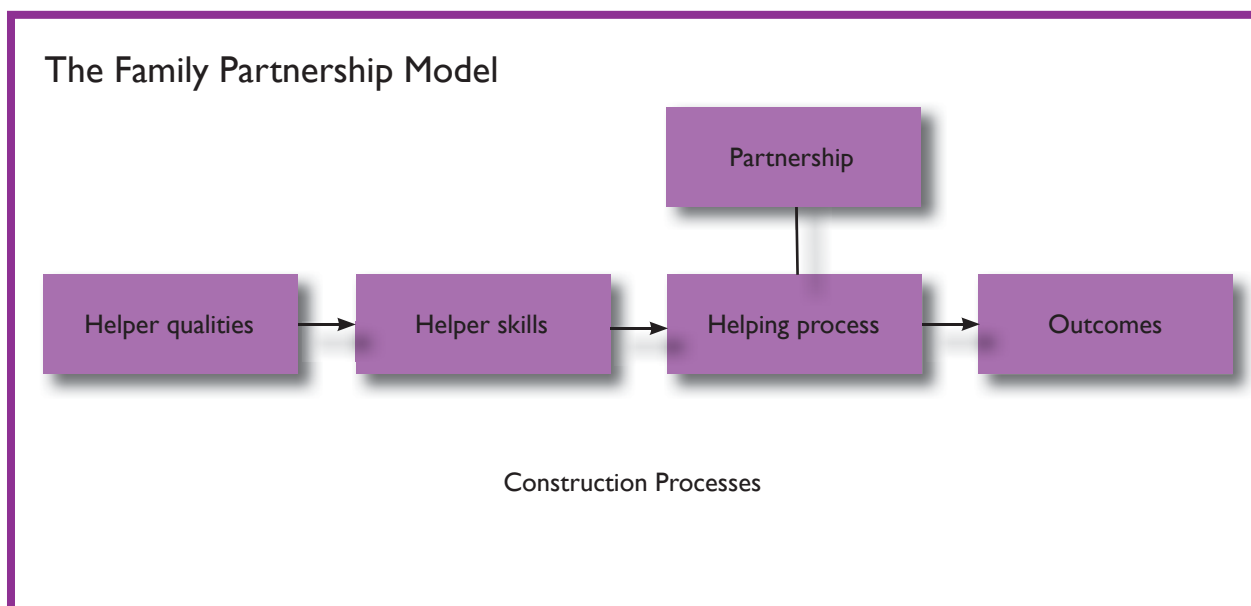 The Family Partnership Model
Partnership
Helper qualities
Helper skills
Helping process
Outcomes
Construction Processes